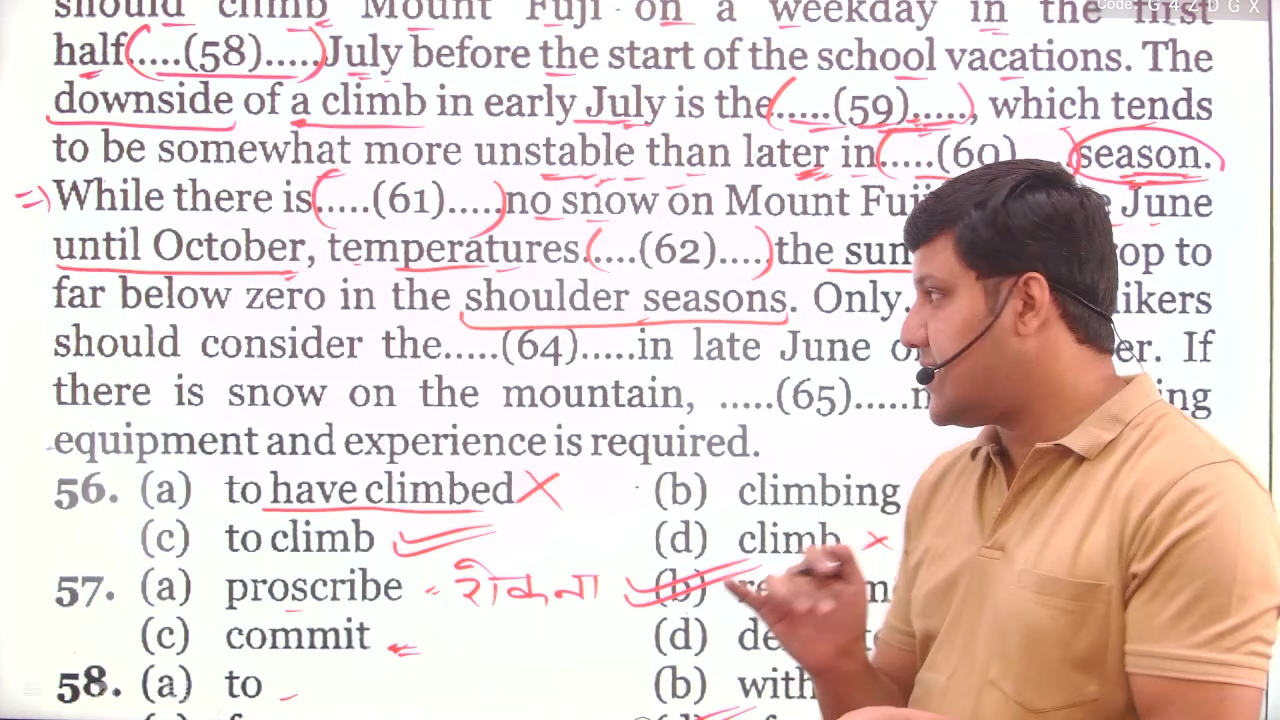 Code: G 4 Z D G X
should climb Mount Fuji on a weekday in the first
half.....(58).....July before the start of the school vacations. The
downside of a climb in early July is the.....(59)....., which tends
to be somewhat more unstable than later in.....(60) season.
While there is.....(61).....no snow on Mount Fuji June
until October, temperatures.....(62).....the to
far below zero in the shoulder seasons. Only
should consider the.....(64).....in late June If
there is snow on the mountain, .....(65).....
equipment and experience is required.
56. (a) to have climbed (b) climbing
(c) to climb (d) climb
57. (a) proscribe रोकना (b)
(c) commit (d)
58. (a) to (b) with